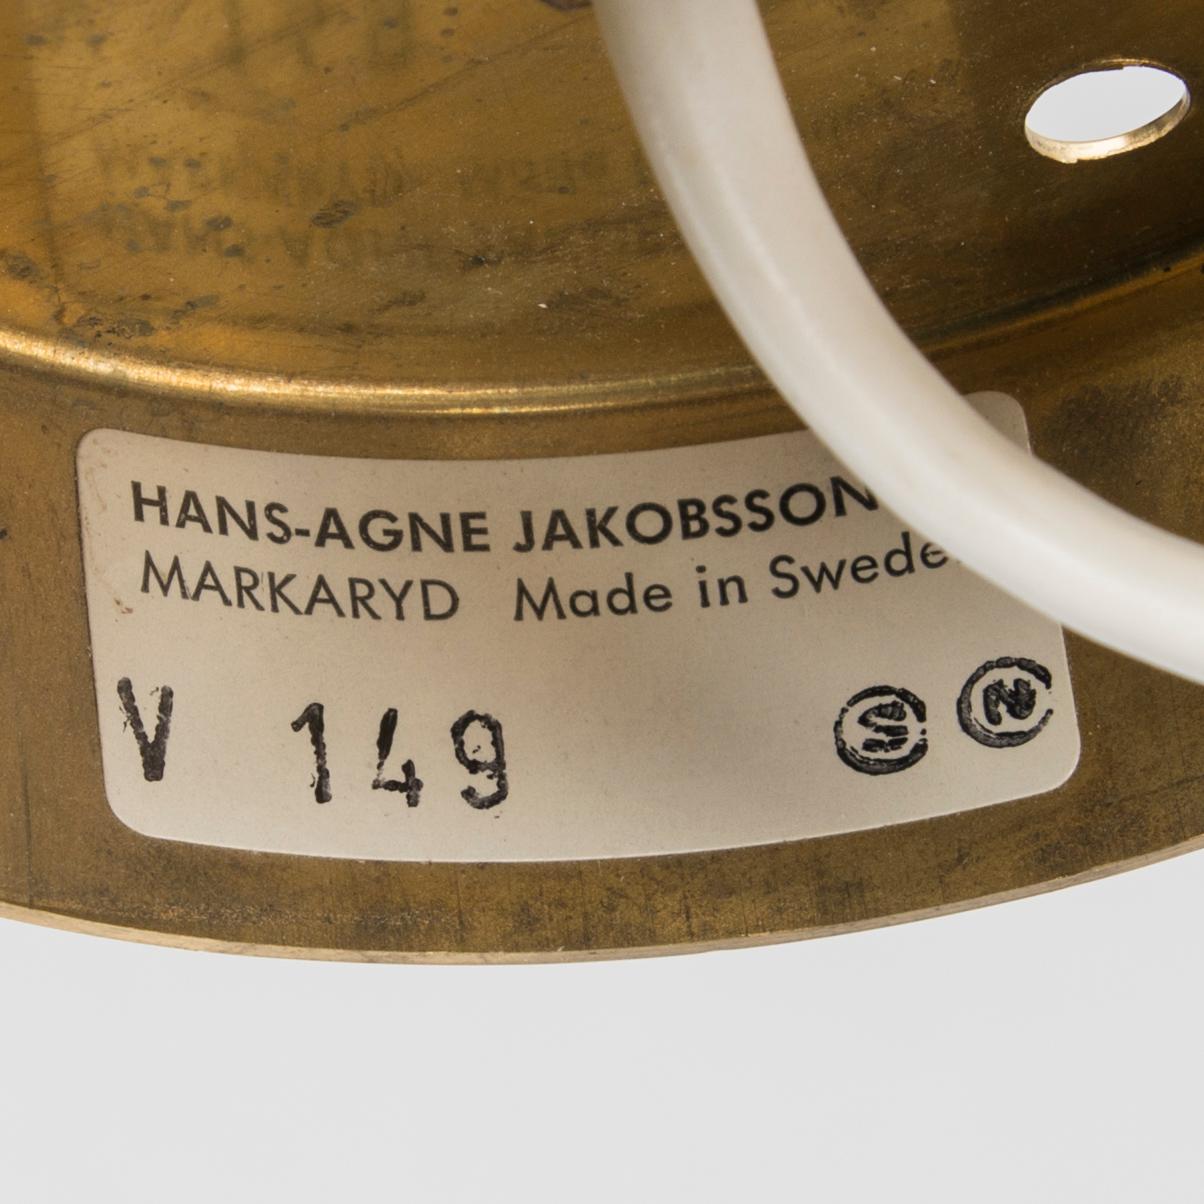 HANS-AGNE JAKOBSSON
MARKARYD Made in Swede
V 149 S N